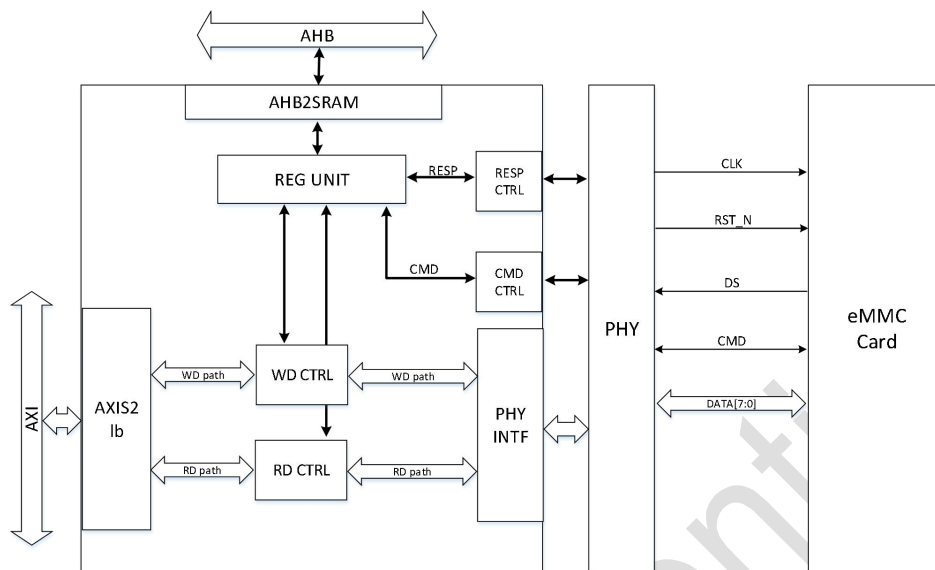 AHB
AHB2SRAM
REG UNIT
RESP
RESP
CTRL
CMD
CMD
CTRL
CLK
RST_N
DS
CMD
DATA[7:0]
PHY
eMMC
Card
AXI
AXIS2
lb
WD path
WD CTRL
WD path
PHY
INTF
RD path
RD CTRL
RD path